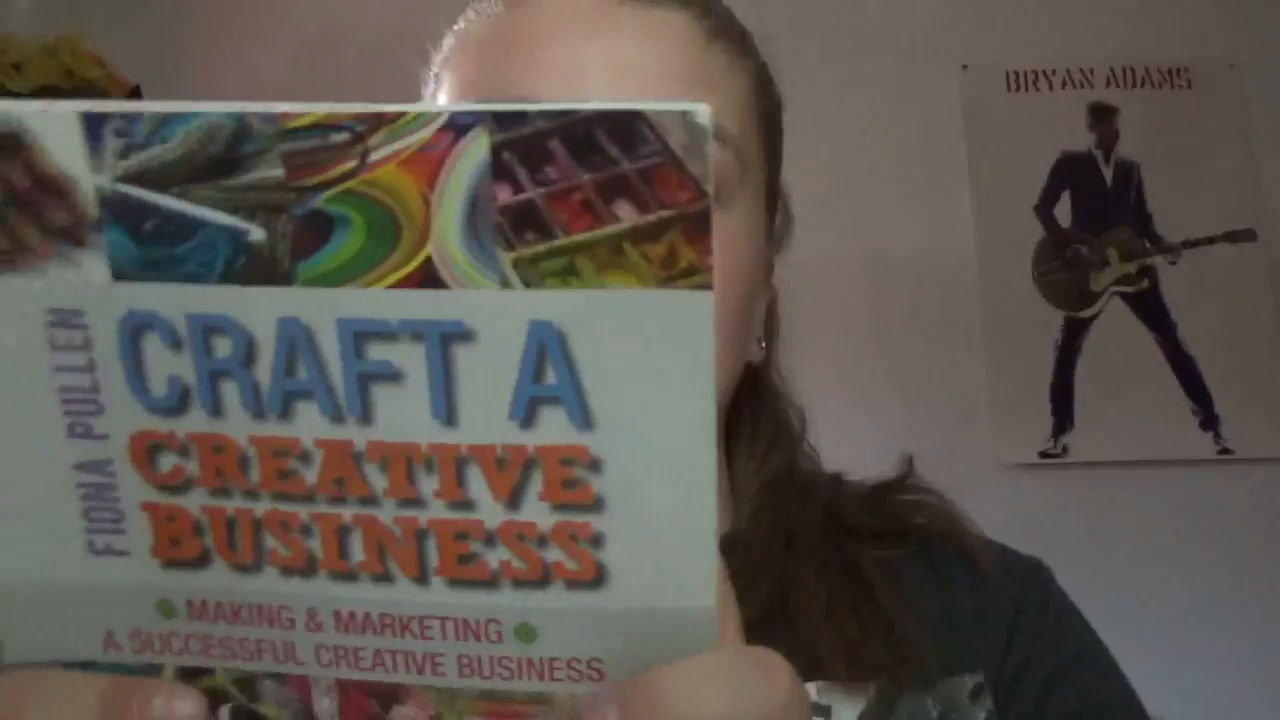 FIONA PULLEN
CRAFT A
CREATIVE
BUSINESS
MAKING & MARKETING
A SUCCESSFUL CREATIVE BUSINESS
BRYAN ADAMS